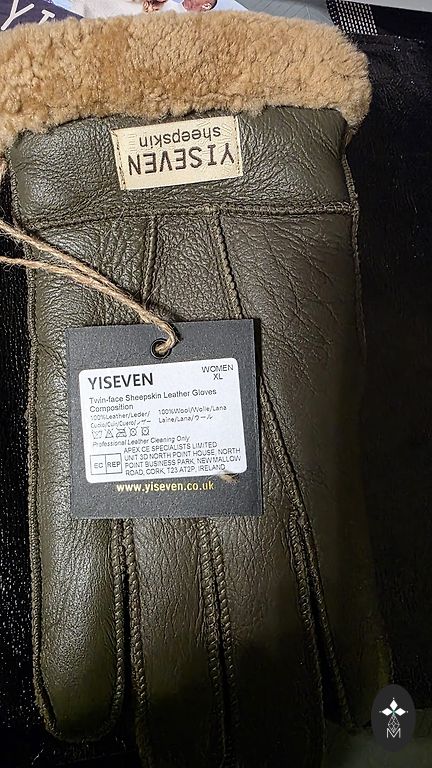 YISEVEN
sheepskin
YISEVEN
WOMEN
XL
Twin-face Sheepskin Leather Gloves
Composition
100%Leather/Leder/
Cuoio/Cuir/Cuero/レザー
100%Wool/Wolle/Lana
Laine/Lana/ウール
Professional Leather Cleaning Only
EC REP
APEX CE SPECIALISTS LIMITED
UNIT 3D NORTH POINT HOUSE, NORTH
POINT BUSINESS PARK, NEW MALLOW
ROAD, CORK, T23 AT2P, IRELAND
www.yiseven.co.uk
M